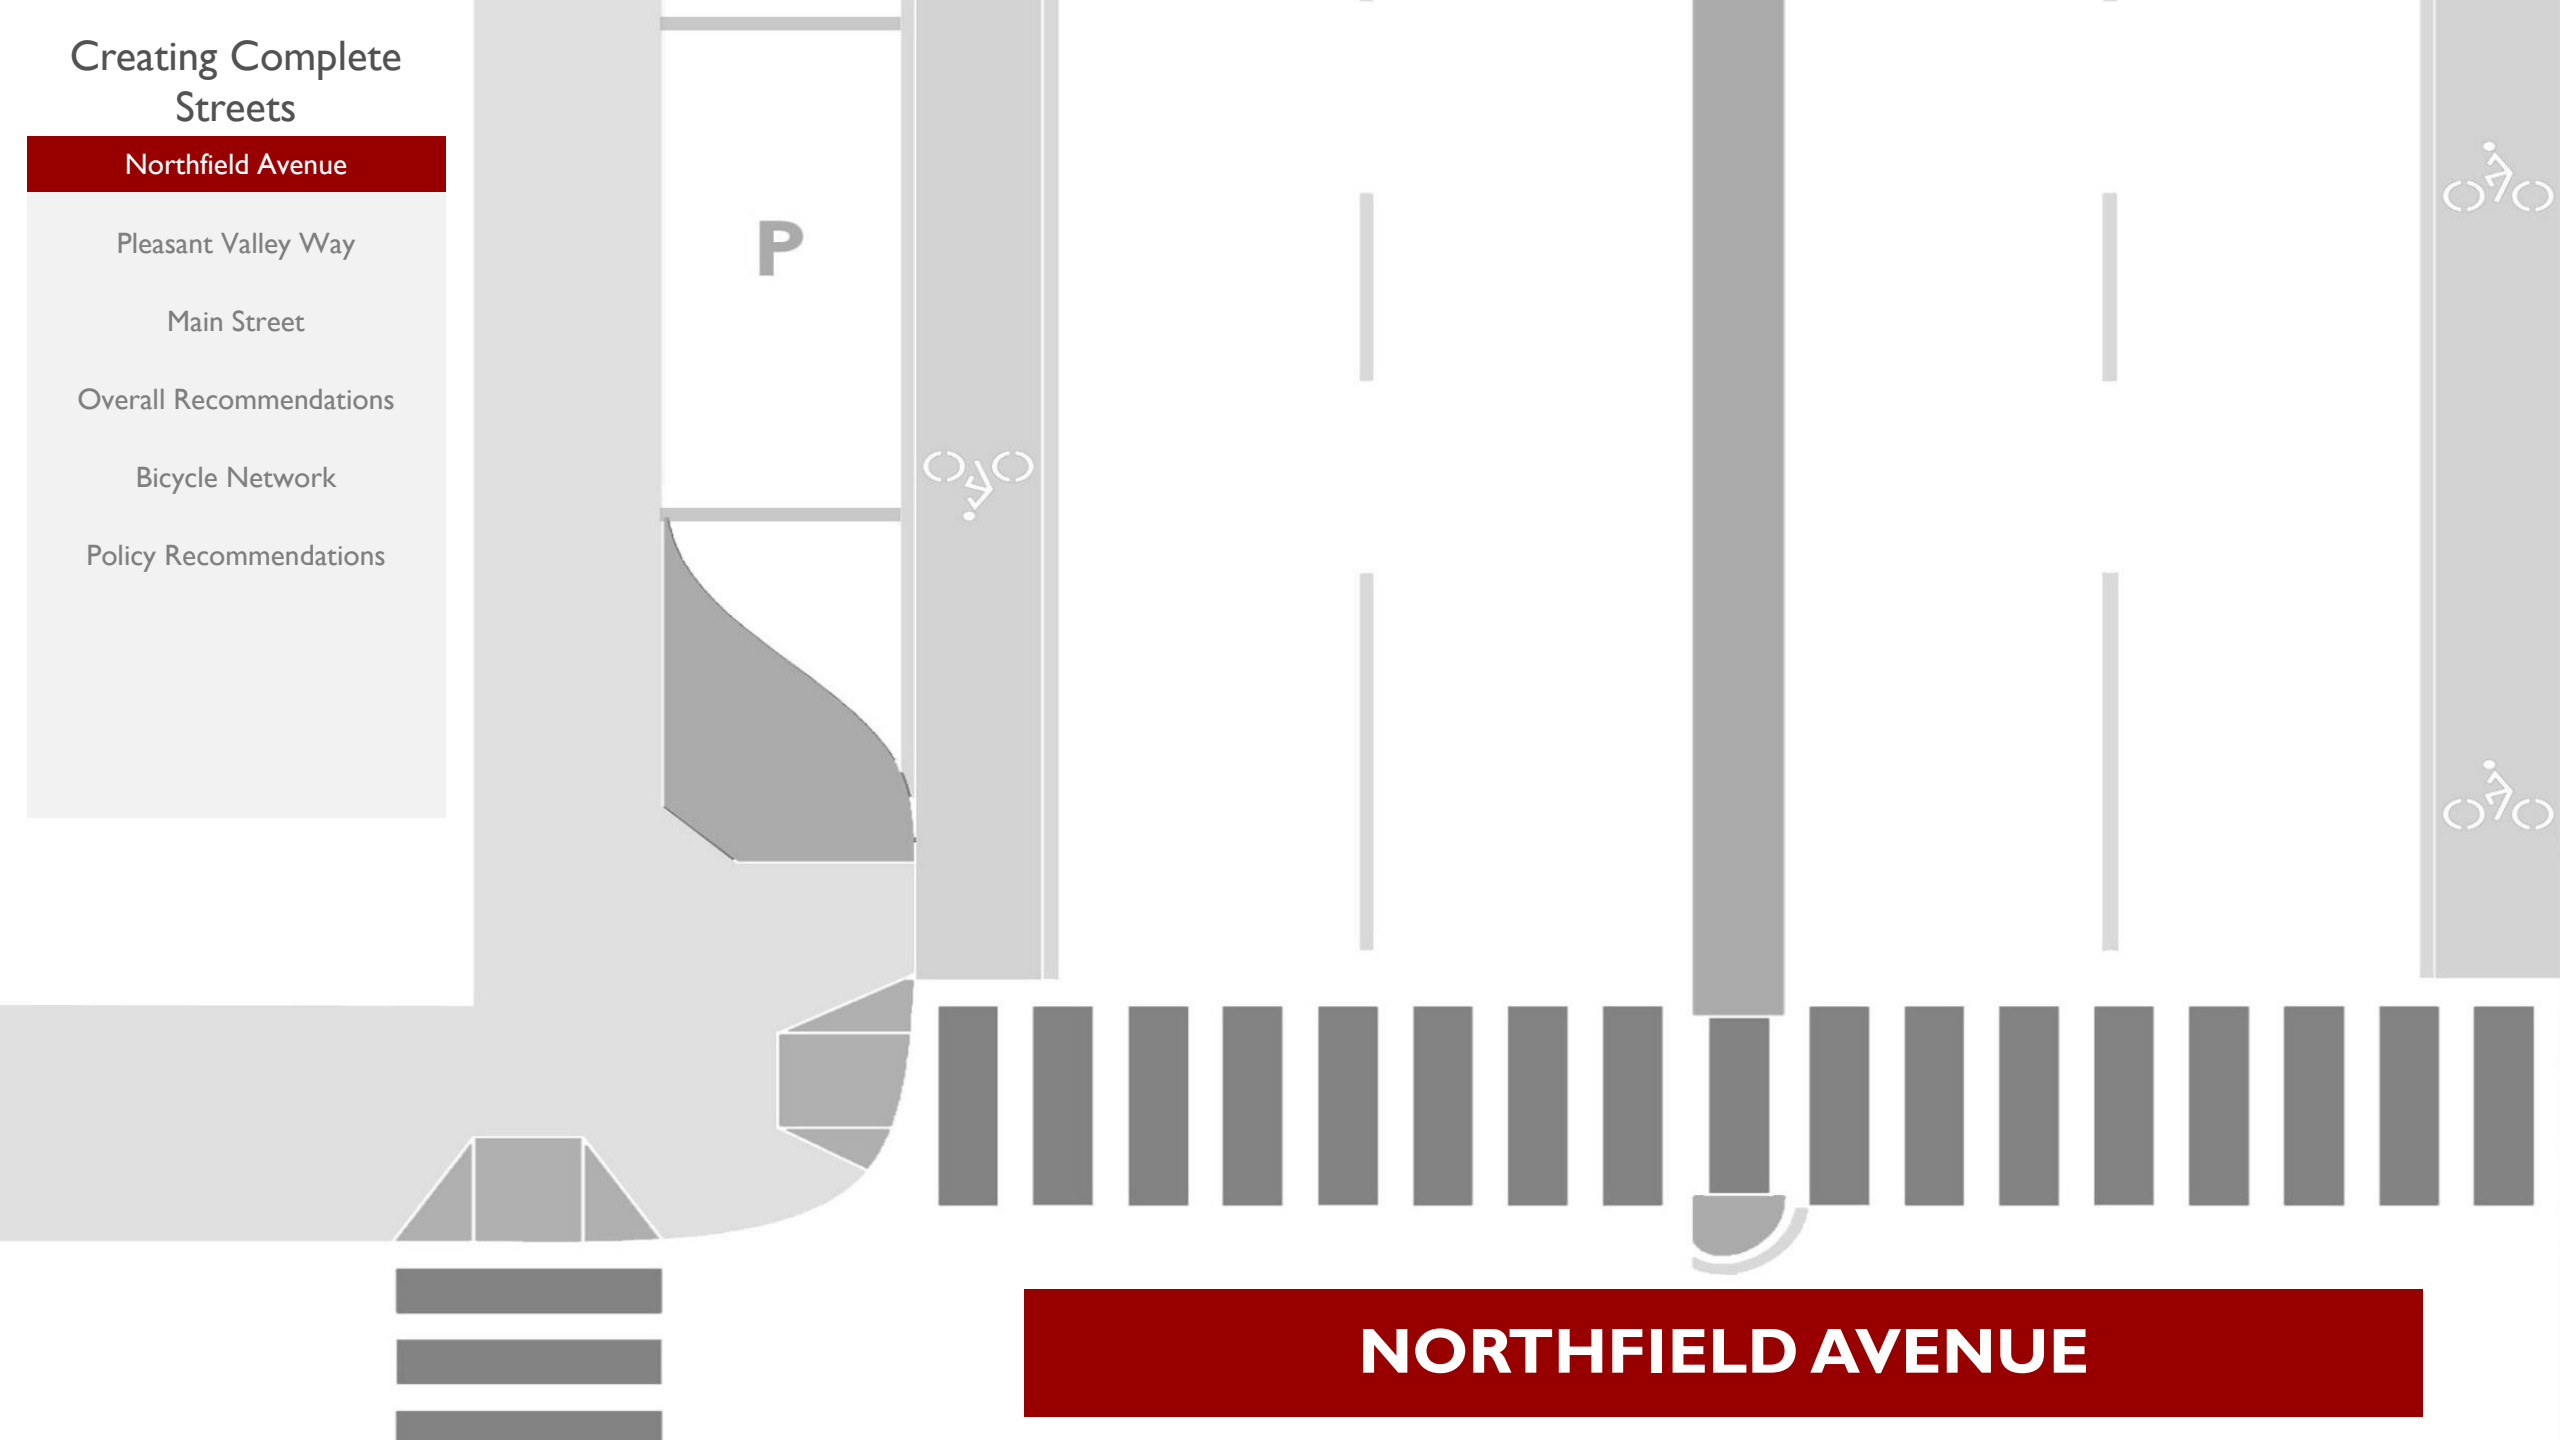 Creating Complete
Streets
Northfield Avenue
Pleasant Valley Way
Main Street
Overall Recommendations
Bicycle Network
Policy Recommendations
P
NORTHFIELD AVENUE